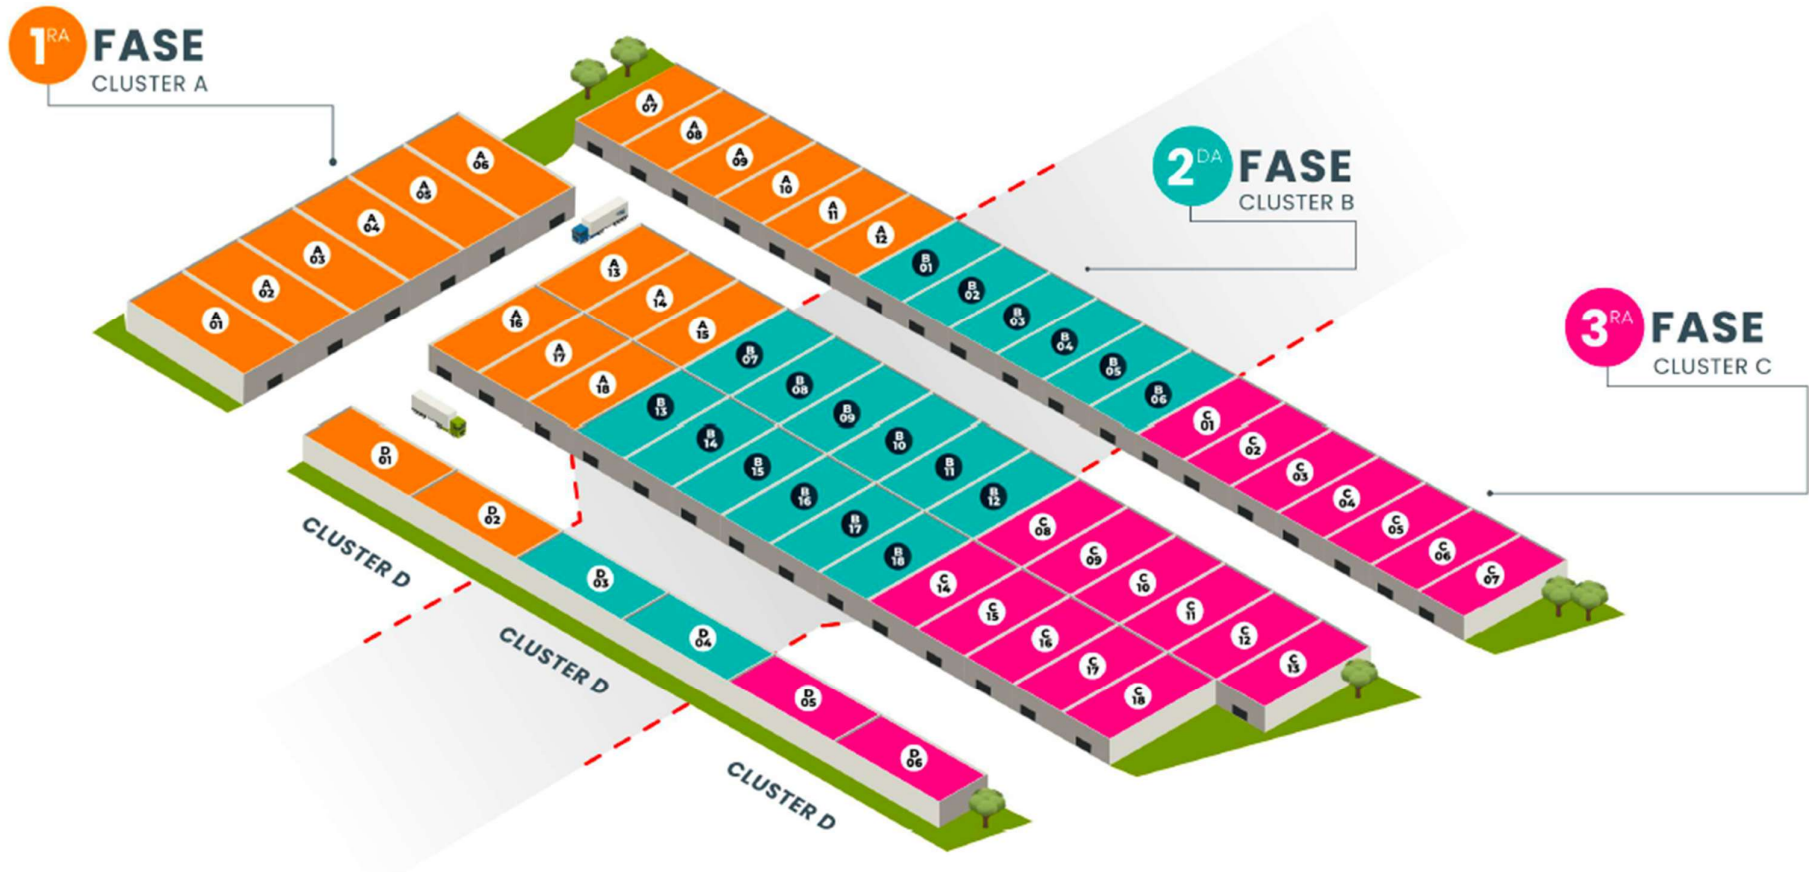 1RA FASE
CLUSTER A
2DA FASE
CLUSTER B
3RA FASE
CLUSTER C
A 01
A 02
A 03
A 04
A 05
A 06
A 07
A 08
A 09
A 10
A 11
A 12
B 01
B 02
B 03
B 04
B 05
B 06
C 01
C 02
C 03
C 04
C 05
C 06
C 07
A 13
A 14
A 15
A 16
A 17
A 18
B 07
B 08
B 09
B 10
B 11
B 12
B 13
B 14
B 15
B 16
B 17
B 18
C 08
C 09
C 10
C 11
C 12
C 13
C 14
C 15
C 16
C 17
C 18
D 01
D 02
D 03
D 04
D 05
D 06
CLUSTER D
CLUSTER D
CLUSTER D